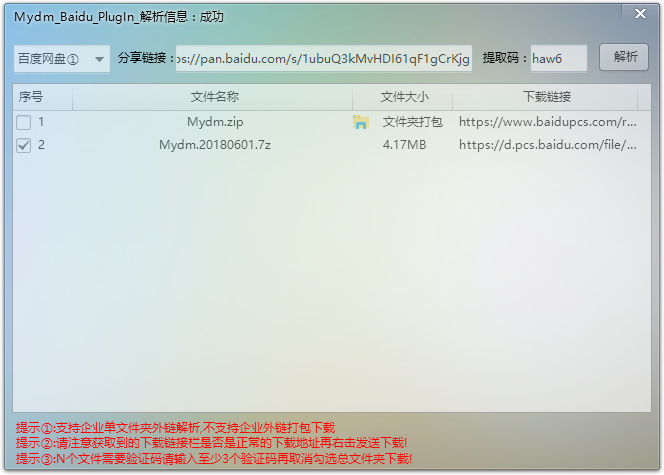 Mydm_Baidu_PlugIn_解析信息：成功
百度网盘① 分享链接： os://pan.baidu.com/s/1ubuQ3kMvHDI61qF1gCrKjg 提取码： haw6 解析
序号 文件名称 文件大小 下载链接
1 Mydm.zip 文件夹打包 https://www.baidupcs.com/r...
2 Mydm.20180601.7z 4.17MB https://d.pcs.baidu.com/file/...
提示①:支持企业单文件夹外链解析,不支持企业外链打包下载
提示②:请注意获取到的下载链接栏是否是正常的下载地址再右击发送下载!
提示③:N个文件需要验证码请输入至少3个验证码再取消勾选总文件夹下载!